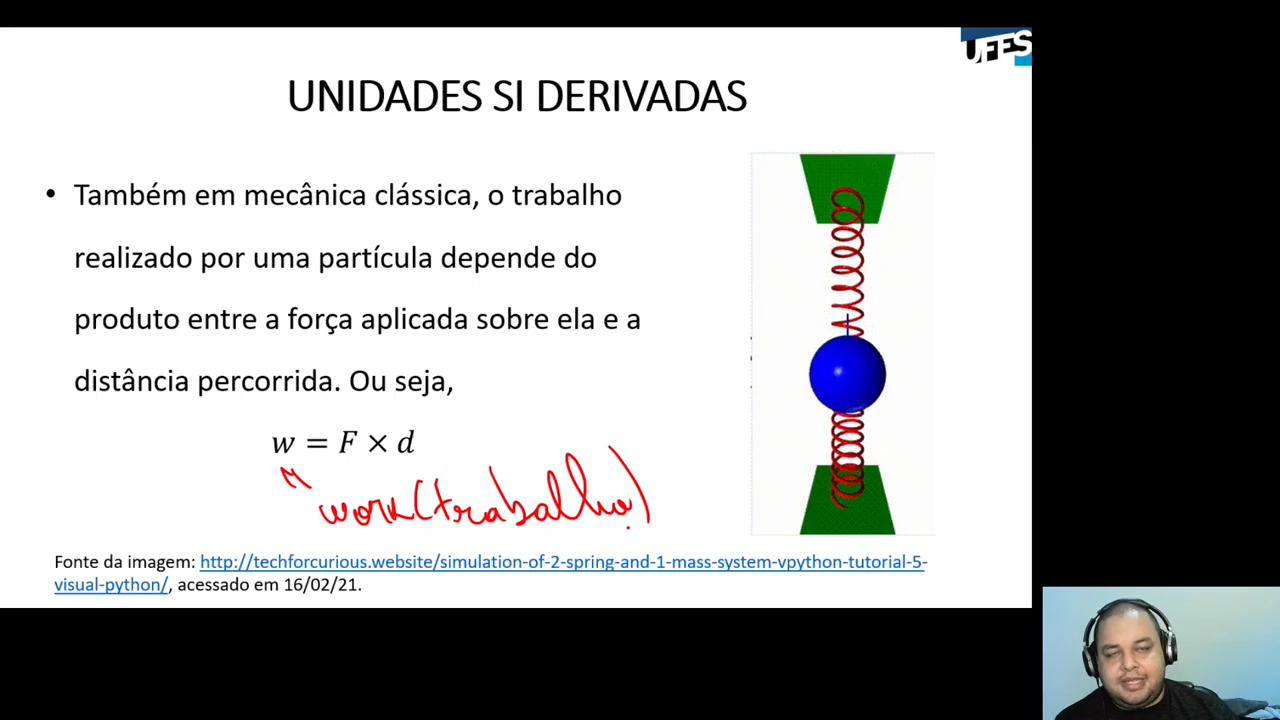 UFES
UNIDADES SI DERIVADAS
• Também em mecânica clássica, o trabalho
realizado por uma partícula depende do
produto entre a força aplicada sobre ela e a
distância percorrida. Ou seja,
w = F × d
work (trabalho)
Fonte da imagem: http://techforcurious.website/simulation-of-2-spring-and-1-mass-system-vpython-tutorial-5-
visual-python/, acessado em 16/02/21.